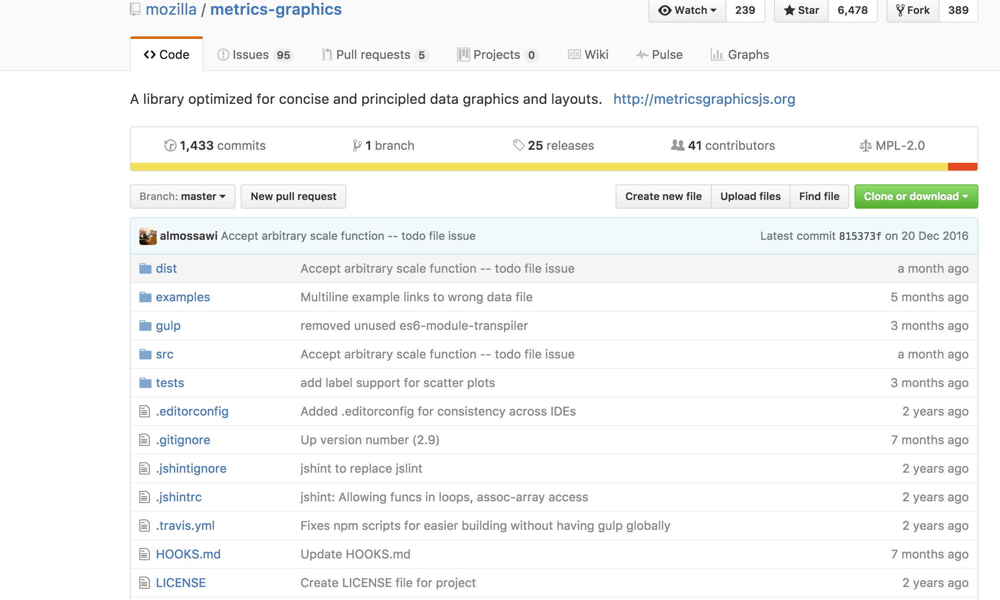 mozilla / metrics-graphics
Watch 239 Star 6,478 Fork 389
Code Issues 95 Pull requests 5 Projects 0 Wiki Pulse Graphs
A library optimized for concise and principled data graphics and layouts. http://metricsgraphicsjs.org
1,433 commits 1 branch 25 releases 41 contributors MPL-2.0
Branch: master New pull request Create new file Upload files Find file Clone or download
almossawi Accept arbitrary scale function -- todo file issue Latest commit 815373f on 20 Dec 2016
dist Accept arbitrary scale function -- todo file issue a month ago
examples Multiline example links to wrong data file 5 months ago
gulp removed unused es6-module-transpiler 3 months ago
src Accept arbitrary scale function -- todo file issue a month ago
tests add label support for scatter plots 3 months ago
.editorconfig Added .editorconfig for consistency across IDEs 2 years ago
.gitignore Up version number (2.9) 7 months ago
.jshintignore jshint to replace jslint 2 years ago
.jshintrc jshint: Allowing funcs in loops, assoc-array access 2 years ago
.travis.yml Fixes npm scripts for easier building without having gulp globally 2 years ago
HOOKS.md Update HOOKS.md 7 months ago
LICENSE Create LICENSE file for project 2 years ago